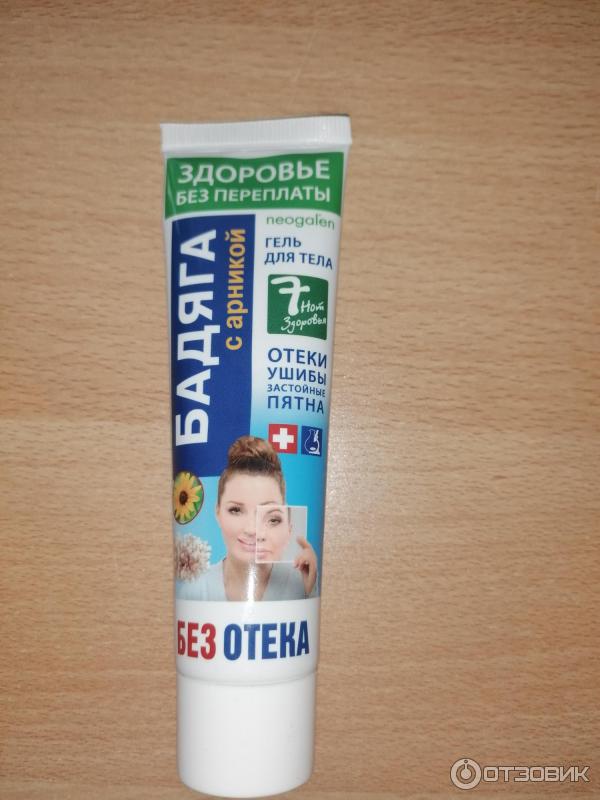 ЗДОРОВЬЕ
БЕЗ ПЕРЕПЛАТЫ
neogalen
БАДЯГА
с арникой
ГЕЛЬ
ДЛЯ ТЕЛА
7 Нот
Здоровья
ОТЕКИ
УШИБЫ
ЗАСТОЙНЫЕ
ПЯТНА
БЕЗ ОТЕКА
ОТЗОВИК